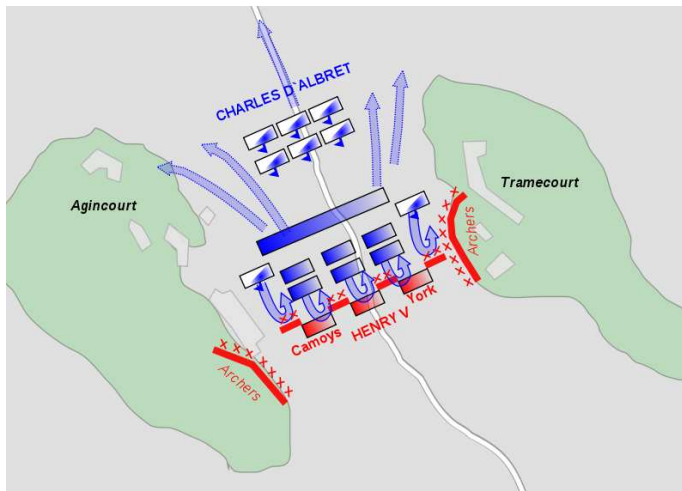 CHARLES D`ALBRET
Agincourt
Tramecourt
Archers
York
HENRY V
Camoys
Archers